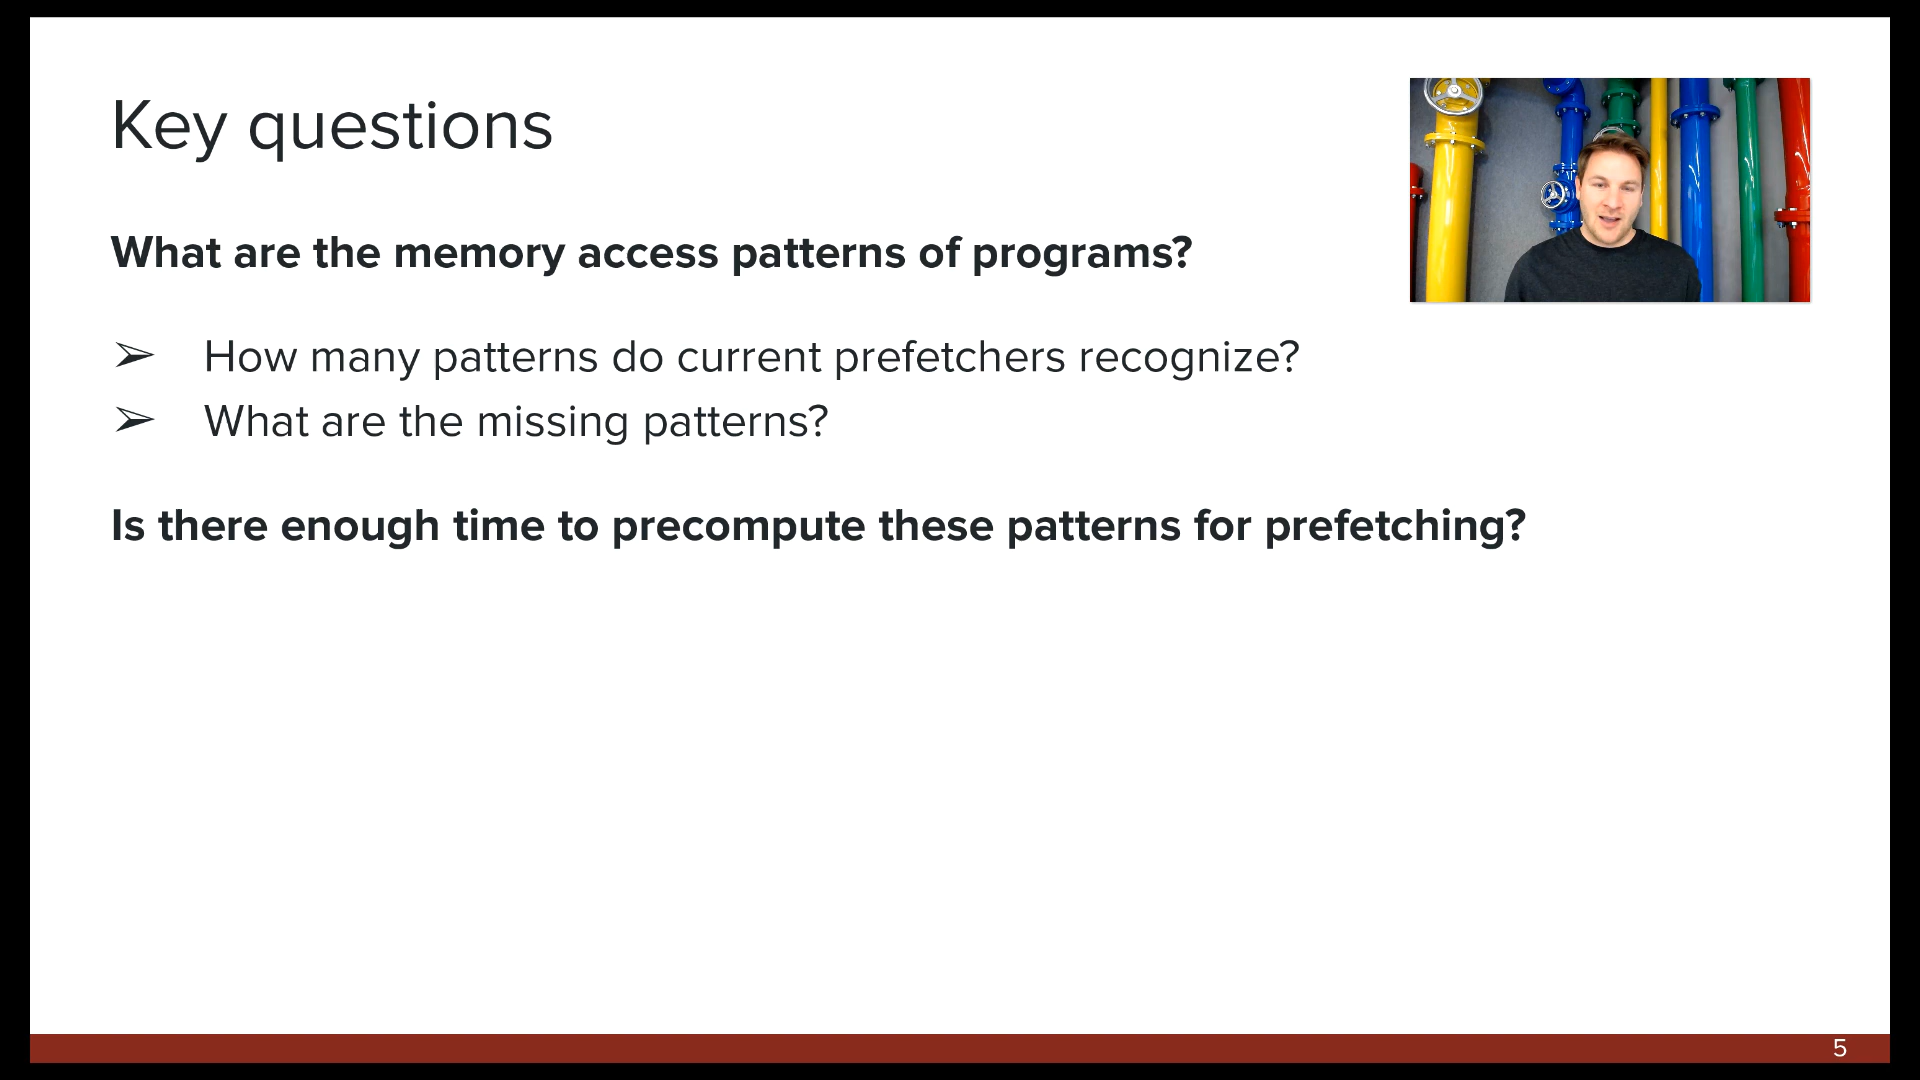 Key questions
What are the memory access patterns of programs?
➢ How many patterns do current prefetchers recognize?
➢ What are the missing patterns?
Is there enough time to precompute these patterns for prefetching?
5